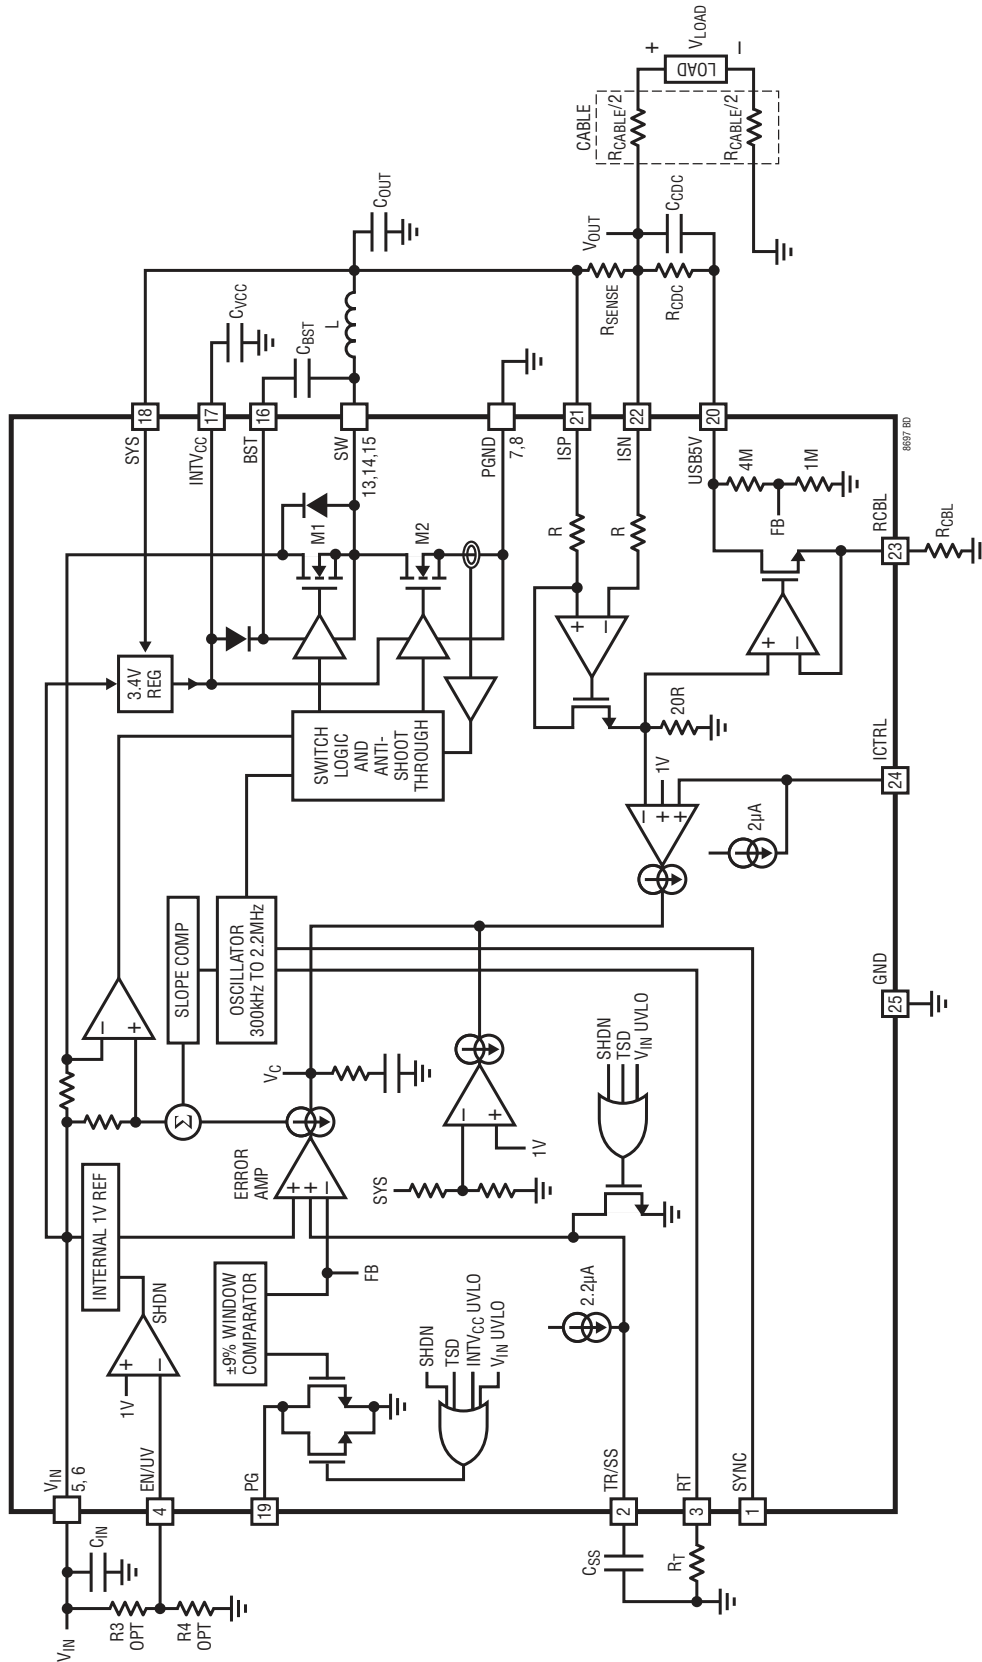 VIN
R3
OPT
R4
OPT
CIN
VIN
5, 6
EN/UV
4
1V
+
–
SHDN
INTERNAL 1V REF
PG
19
±9% WINDOW
COMPARATOR
FB
SHDN
TSD
INTVCC UVLO
VIN UVLO
ERROR
AMP
+
+
–
VC
Σ
–
+
SLOPE COMP
OSCILLATOR
300kHz TO 2.2MHz
SYS
–
+
1V
SHDN
TSD
VIN UVLO
2.2µA
TR/SS
2
CSS
RT
3
RT
SYNC
1
3.4V
REG
SWITCH
LOGIC
AND
ANTI-
SHOOT
THROUGH
M1
M2
SYS
18
INTVCC
17
CVCC
BST
16
CBST
SW
13,14,15
L
COUT
PGND
7,8
ISP
21
ISN
22
R
R
+
–
20R
–
+
+
1V
2µA
+
–
USB5V
20
4M
1M
FB
RCBL
23
RCBL
ICTRL
24
GND
25
RSENSE
RCDC
VOUT
CCDC
CABLE
RCABLE/2
RCABLE/2
LOAD
+
VLOAD
–
8697 BD